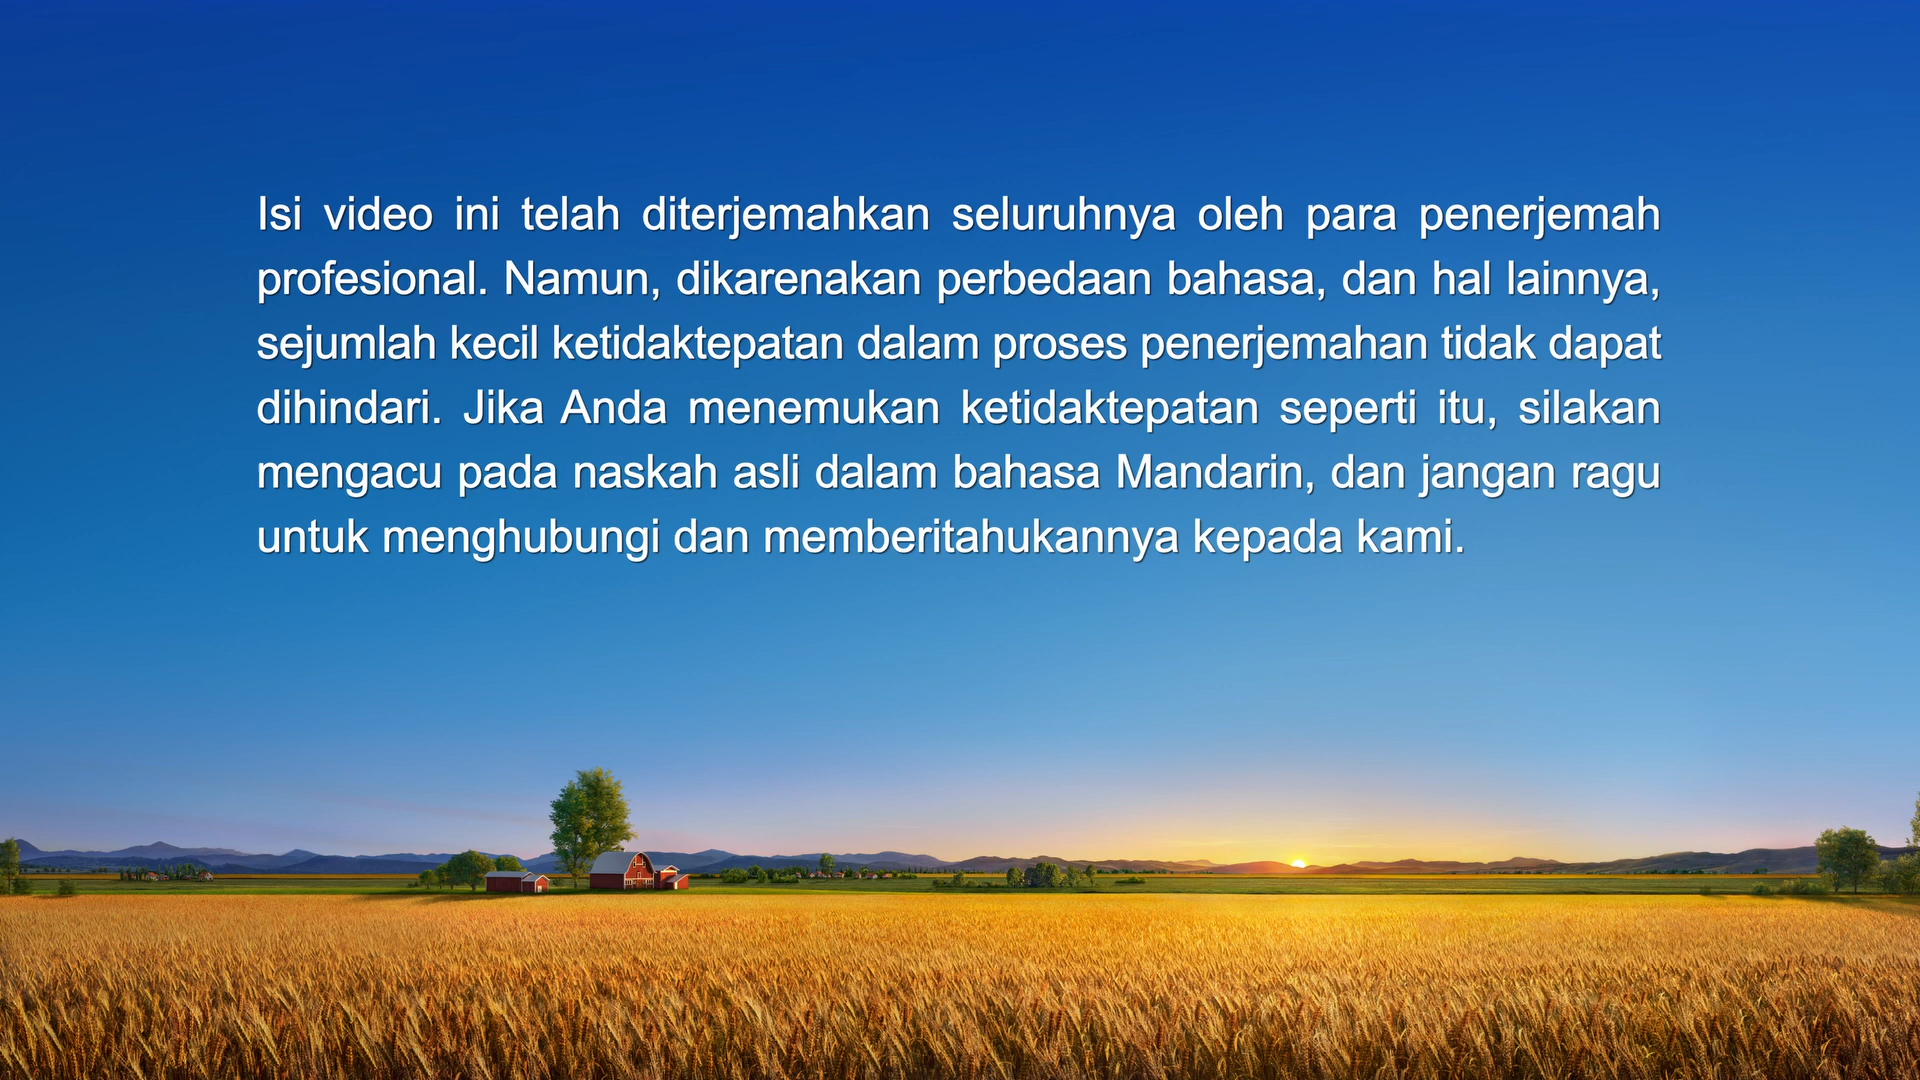 Isi video ini telah diterjemahkan seluruhnya oleh para penerjemah
profesional. Namun, dikarenakan perbedaan bahasa, dan hal lainnya,
sejumlah kecil ketidaktepatan dalam proses penerjemahan tidak dapat
dihindari. Jika Anda menemukan ketidaktepatan seperti itu, silakan
mengacu pada naskah asli dalam bahasa Mandarin, dan jangan ragu
untuk menghubungi dan memberitahukannya kepada kami.